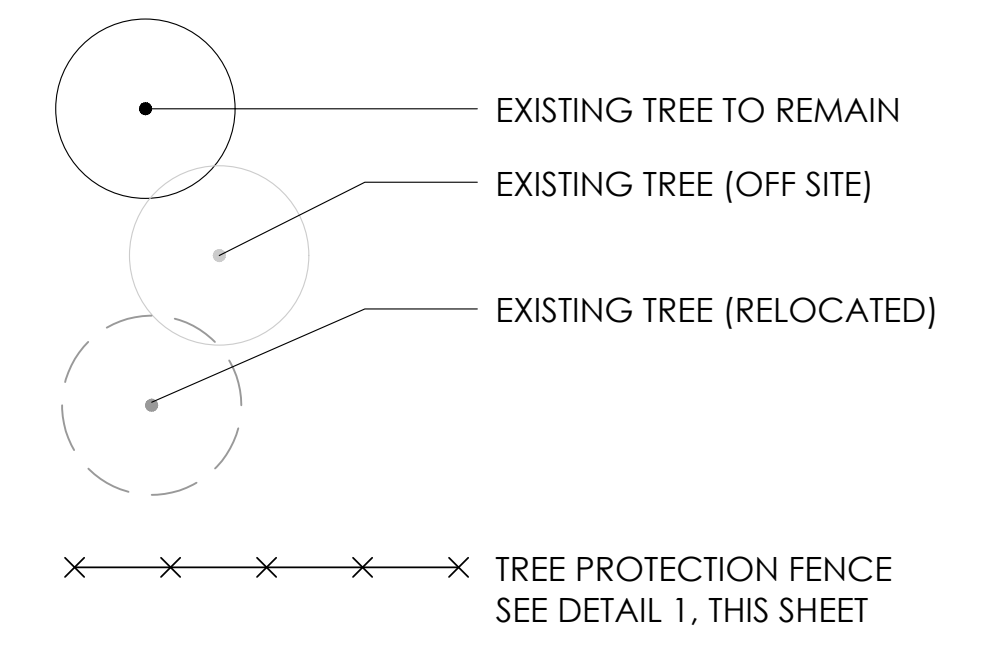 EXISTING TREE TO REMAIN
EXISTING TREE (OFF SITE)
EXISTING TREE (RELOCATED)
TREE PROTECTION FENCE
SEE DETAIL 1, THIS SHEET